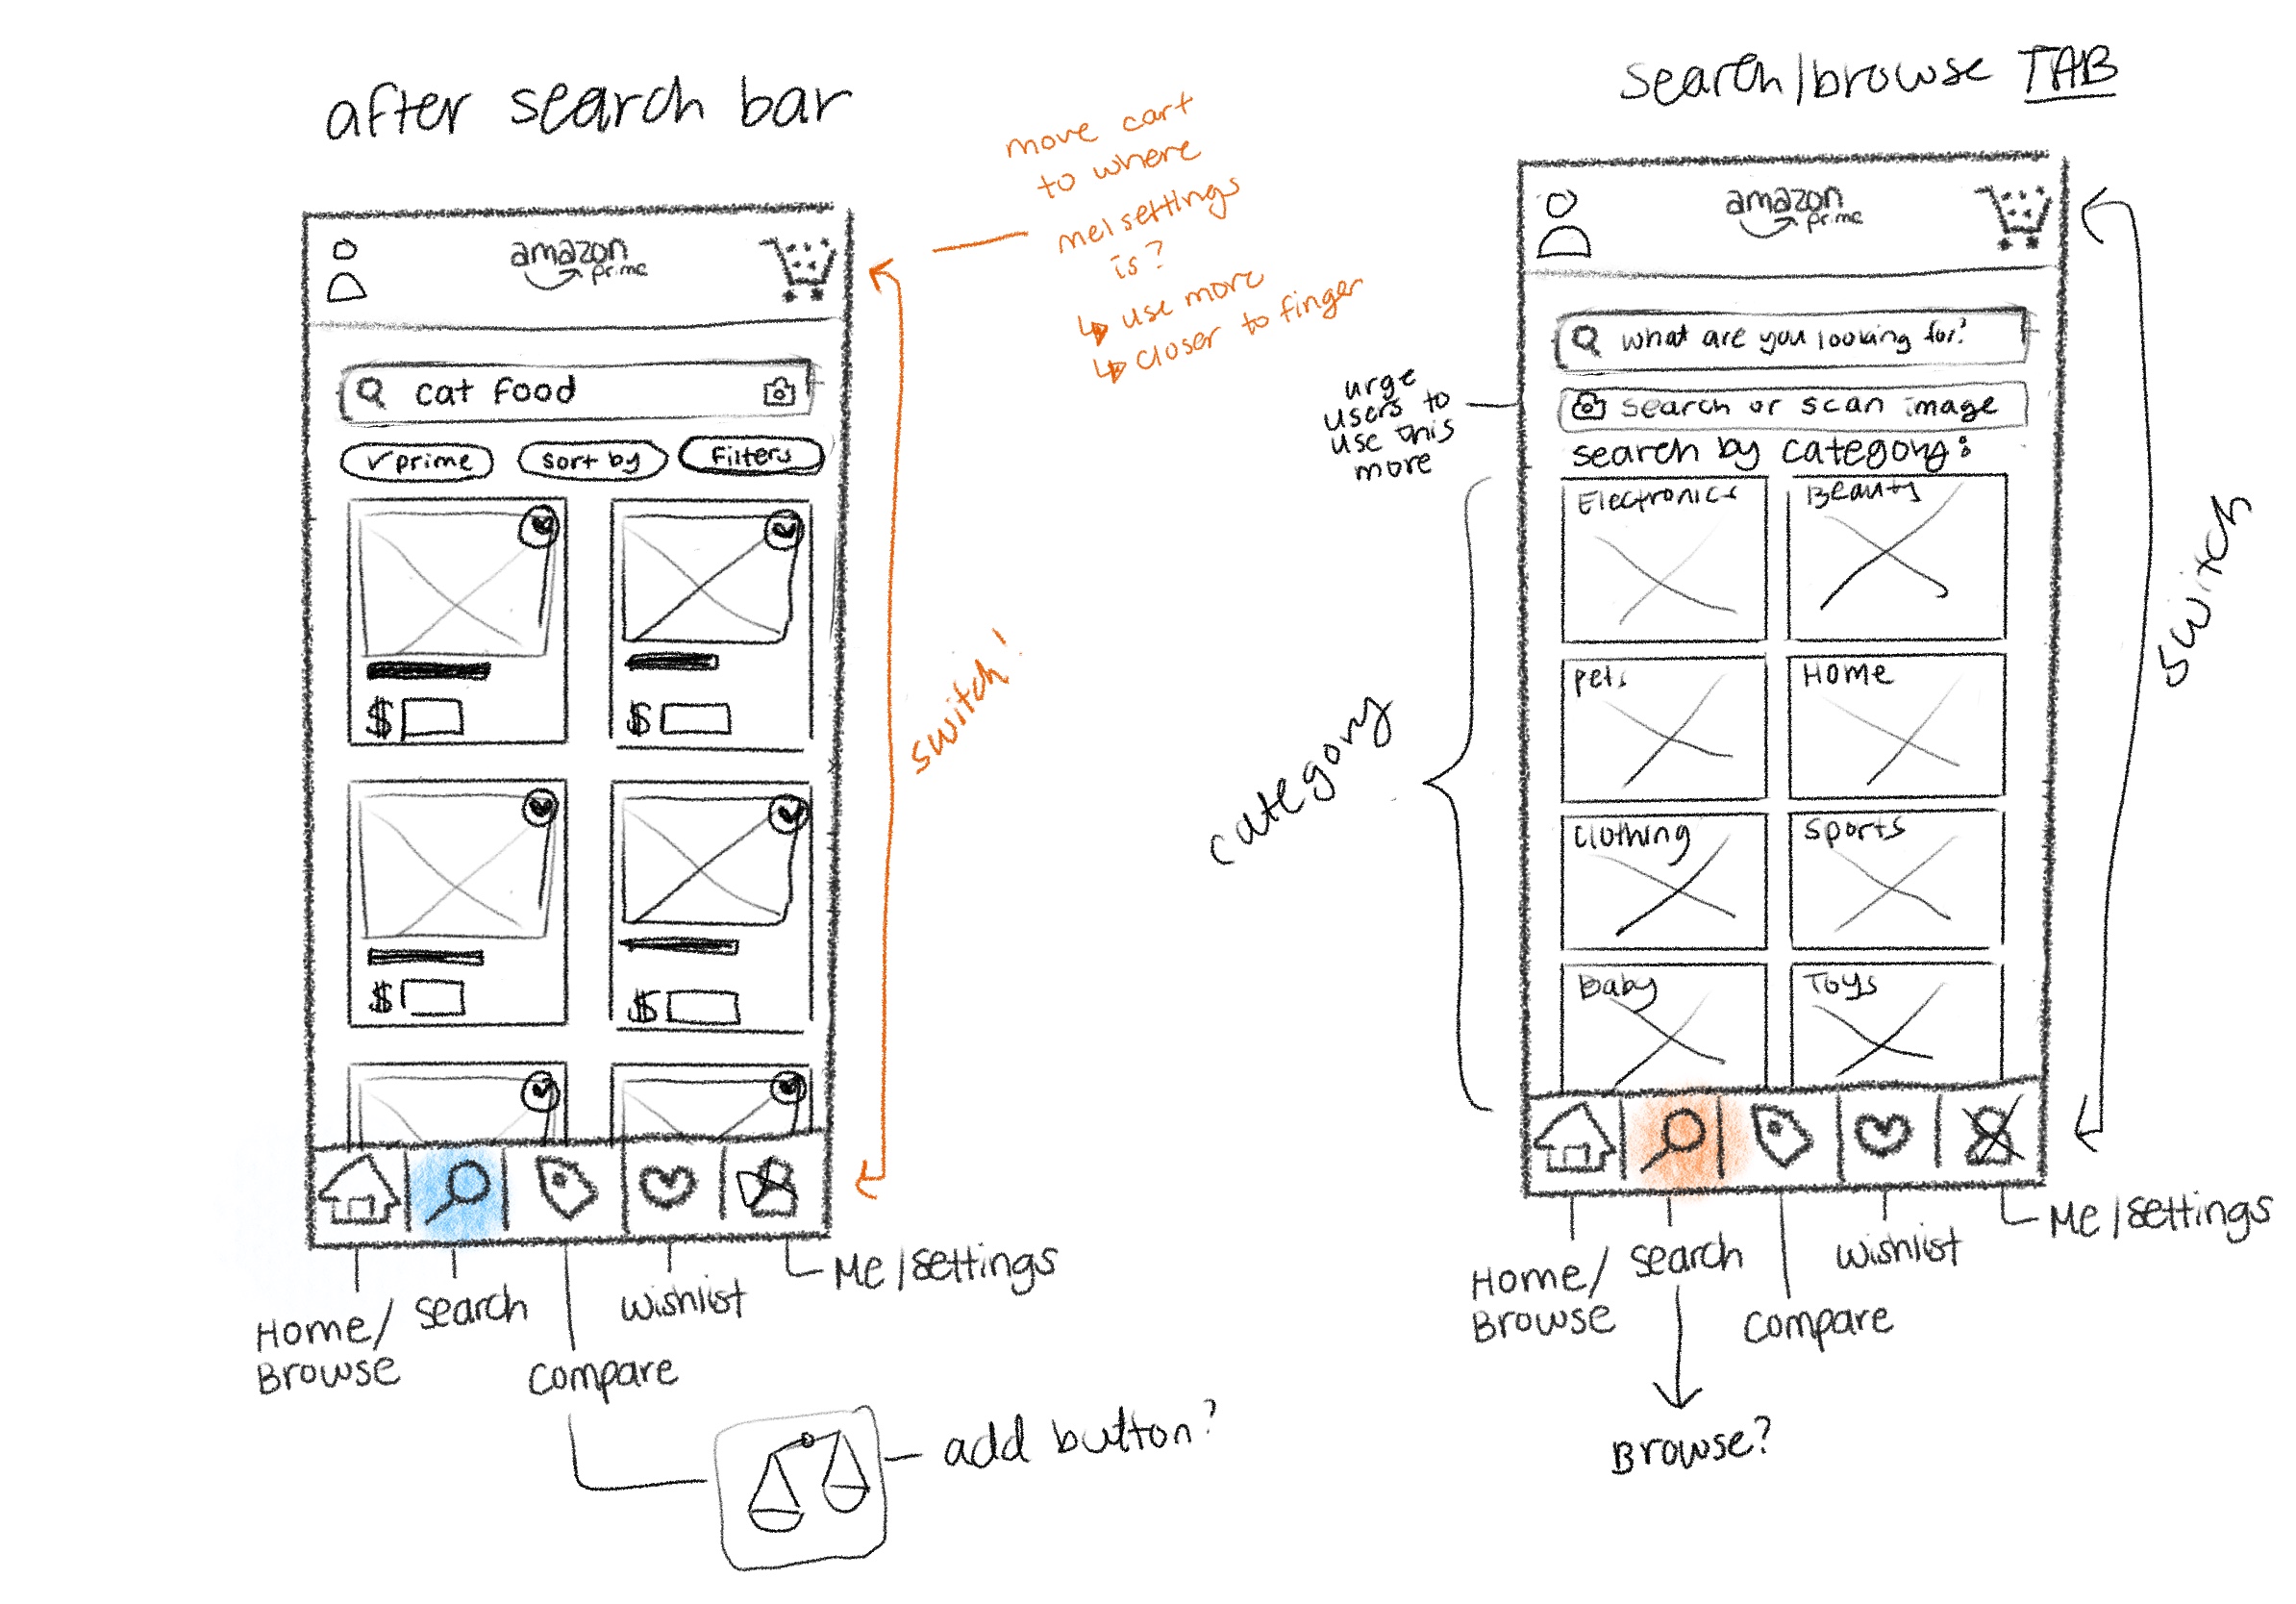 after search bar
amazon
prime
cat food
✓prime
sort by
Filters
$
$
$
$
Home/
Browse
search
compare
wishlist
Me/settings
add button?
move cart
to where
me/settings
is?
↳ use more
↳ closer to finger
switch!
search/browse TAB
amazon
prime
what are you looking for?
search or scan image
search by category:
Electronics
Beauty
Pets
Home
Clothing
Sports
Baby
Toys
urge
users to
use this
more
category
switch
Home/
Browse
search
Browse?
compare
wishlist
Me/settings